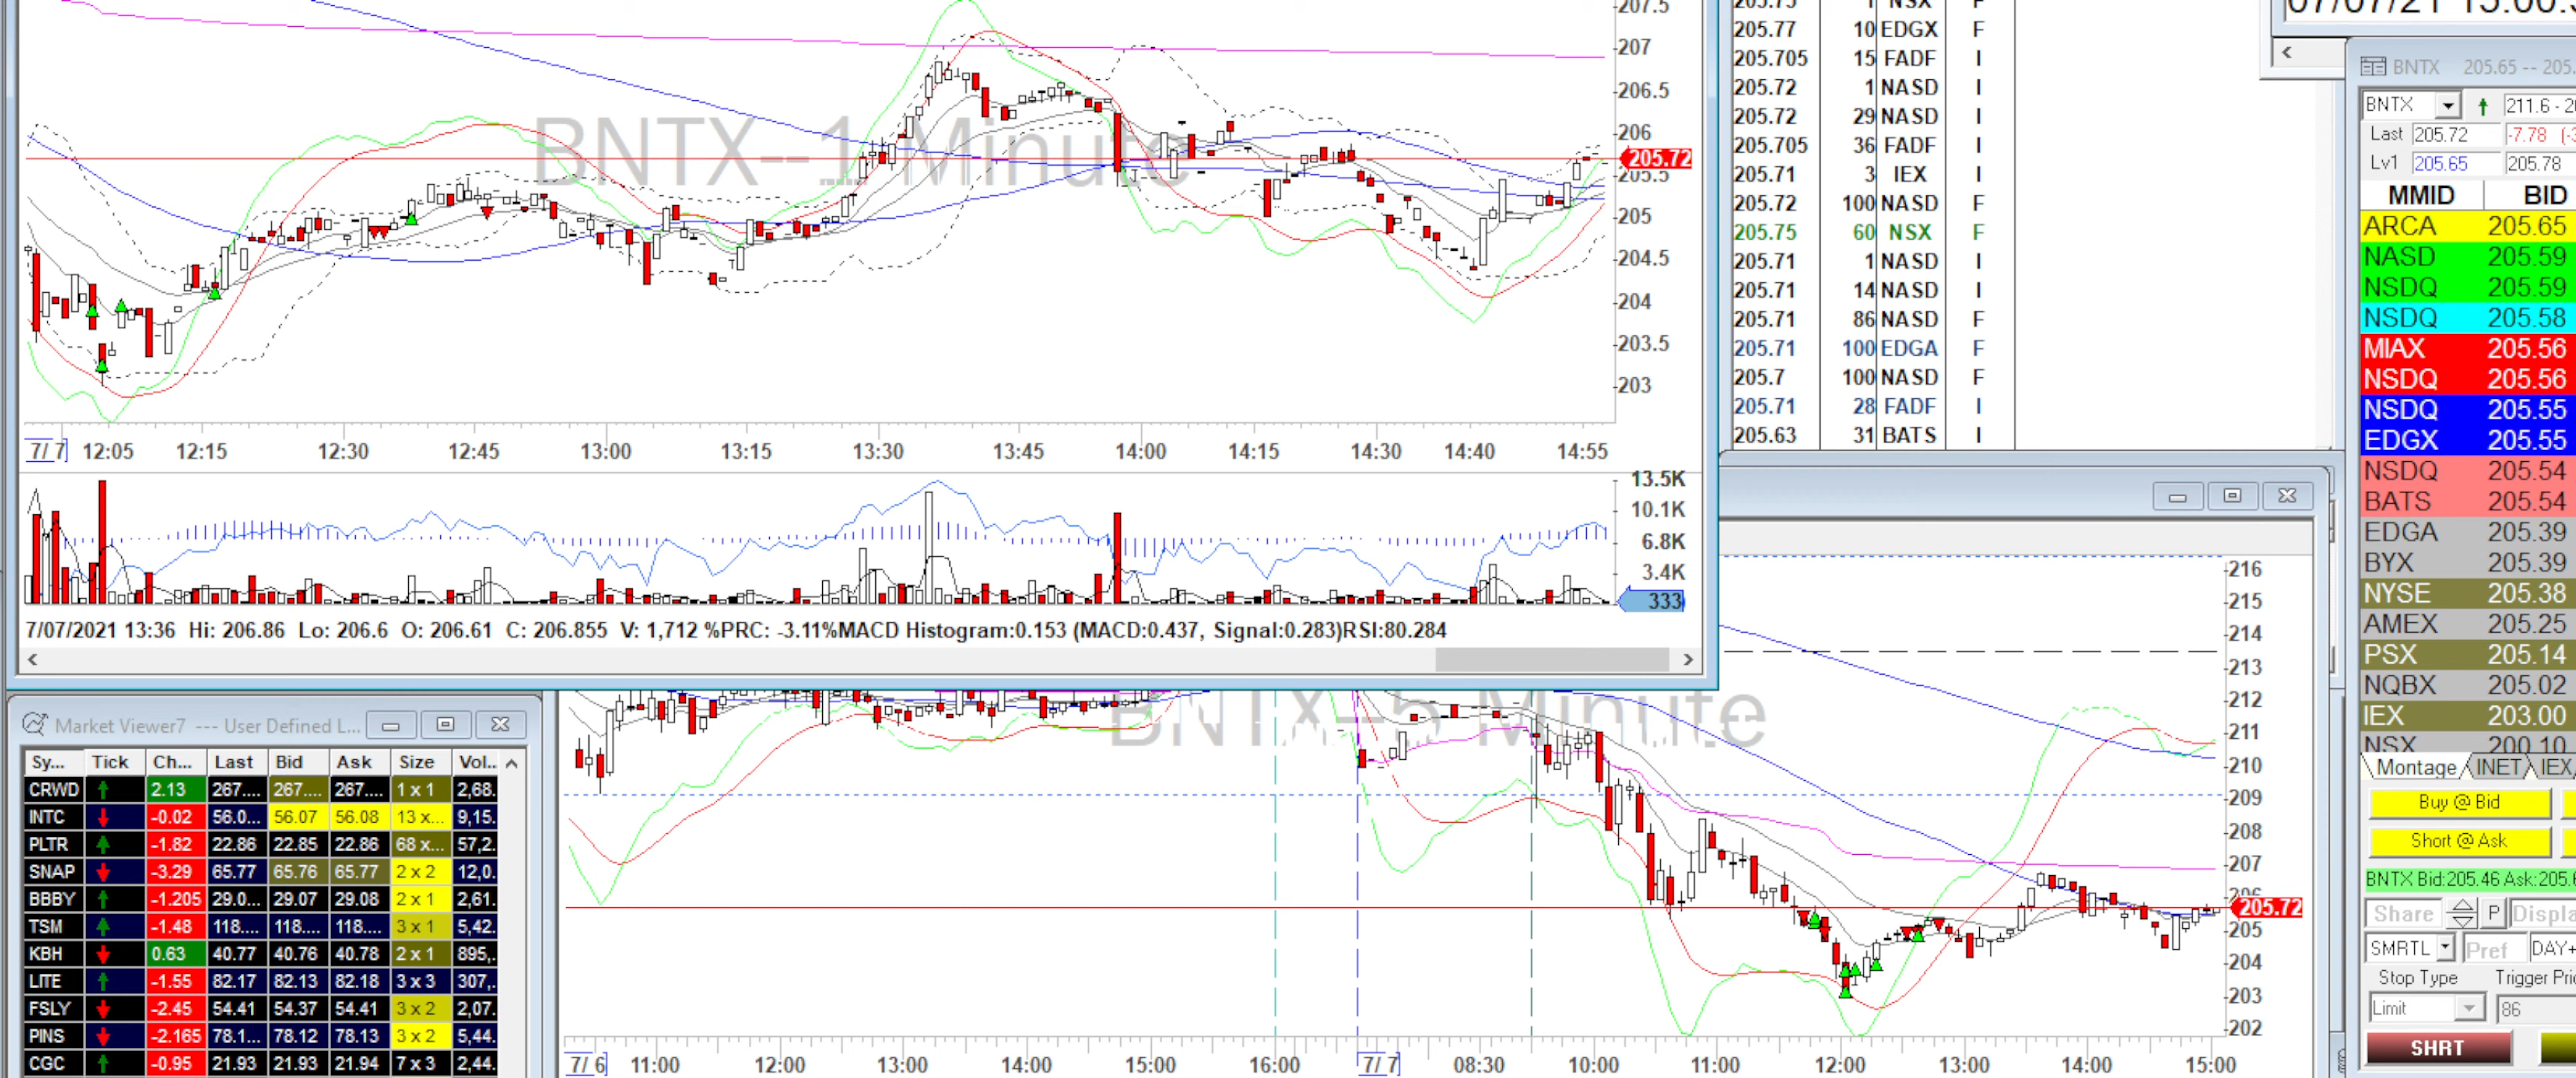 207.5
207
206.5
206
205.72
205.5
205
204.5
204
203.5
203
BNTX--1 Minute
7/ 7 12:05 12:15 12:30 12:45 13:00 13:15 13:30 13:45 14:00 14:15 14:30 14:40 14:55
13.5K
10.1K
6.8K
3.4K
333
7/07/2021 13:36 Hi: 206.86 Lo: 206.6 O: 206.61 C: 206.855 V: 1,712 %PRC: -3.11%MACD Histogram:0.153 (MACD:0.437, Signal:0.283)RSI:80.284
205.75 1 NSX F
205.77 10 EDGX F
205.705 15 FADF I
205.72 1 NASD I
205.72 29 NASD I
205.705 36 FADF I
205.71 3 IEX I
205.72 100 NASD F
205.75 60 NSX F
205.71 1 NASD I
205.71 14 NASD I
205.71 86 NASD F
205.71 100 EDGA F
205.7 100 NASD F
205.71 28 FADF I
205.63 31 BATS I
07/07/21 15:00:
BNTX 205.65 -- 205.
BNTX 211.6 - 2
Last 205.72 -7.78
Lv1 205.65 205.78
MMID BID
ARCA 205.65
NASD 205.59
NSDQ 205.59
NSDQ 205.58
MIAX 205.56
NSDQ 205.56
NSDQ 205.55
EDGX 205.55
NSDQ 205.54
BATS 205.54
EDGA 205.39
BYX 205.39
NYSE 205.38
AMEX 205.25
PSX 205.14
NQBX 205.02
IEX 203.00
NSX 200.10
Montage INET IEX
Buy @ Bid
Short @ Ask
BNTX Bid:205.46 Ask:205.
Share P Displa
SMRTL Pref DAY+
Stop Type Trigger Pri
Limit 86
SHRT
Market Viewer7 --- User Defined L...
Sy... Tick Ch... Last Bid Ask Size Vol..
CRWD 2.13 267.... 267.... 267.... 1 x 1 2,68.
INTC -0.02 56.0... 56.07 56.08 13 x... 9,15.
PLTR -1.82 22.86 22.85 22.86 68 x... 57,2.
SNAP -3.29 65.77 65.76 65.77 2 x 2 12,0.
BBBY -1.205 29.0... 29.07 29.08 2 x 1 2,61.
TSM -1.48 118.... 118.... 118.... 3 x 1 5,42.
KBH 0.63 40.77 40.76 40.78 2 x 1 895,.
LITE -1.55 82.17 82.13 82.18 3 x 3 307,.
FSLY -2.45 54.41 54.37 54.41 3 x 2 2,07.
PINS -2.165 78.1... 78.12 78.13 3 x 2 5,44.
CGC -0.95 21.93 21.93 21.94 7 x 3 2,44.
BNTX--5 Minute
216
215
214
213
212
211
210
209
208
207
206
205.72
205
204
203
202
7/ 6 11:00 12:00 13:00 14:00 15:00 16:00 7/ 7 08:30 10:00 11:00 12:00 13:00 14:00 15:00